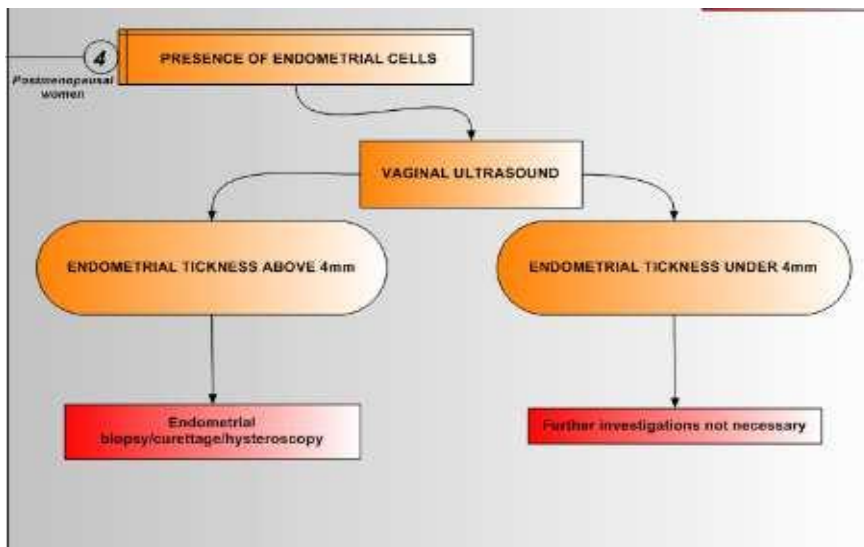 4
Postmenopausal
women
PRESENCE OF ENDOMETRIAL CELLS
VAGINAL ULTRASOUND
ENDOMETRIAL TICKNESS ABOVE 4mm
ENDOMETRIAL TICKNESS UNDER 4mm
Endometrial
biopsy/curettage/hysteroscopy
Further investigations not necessary